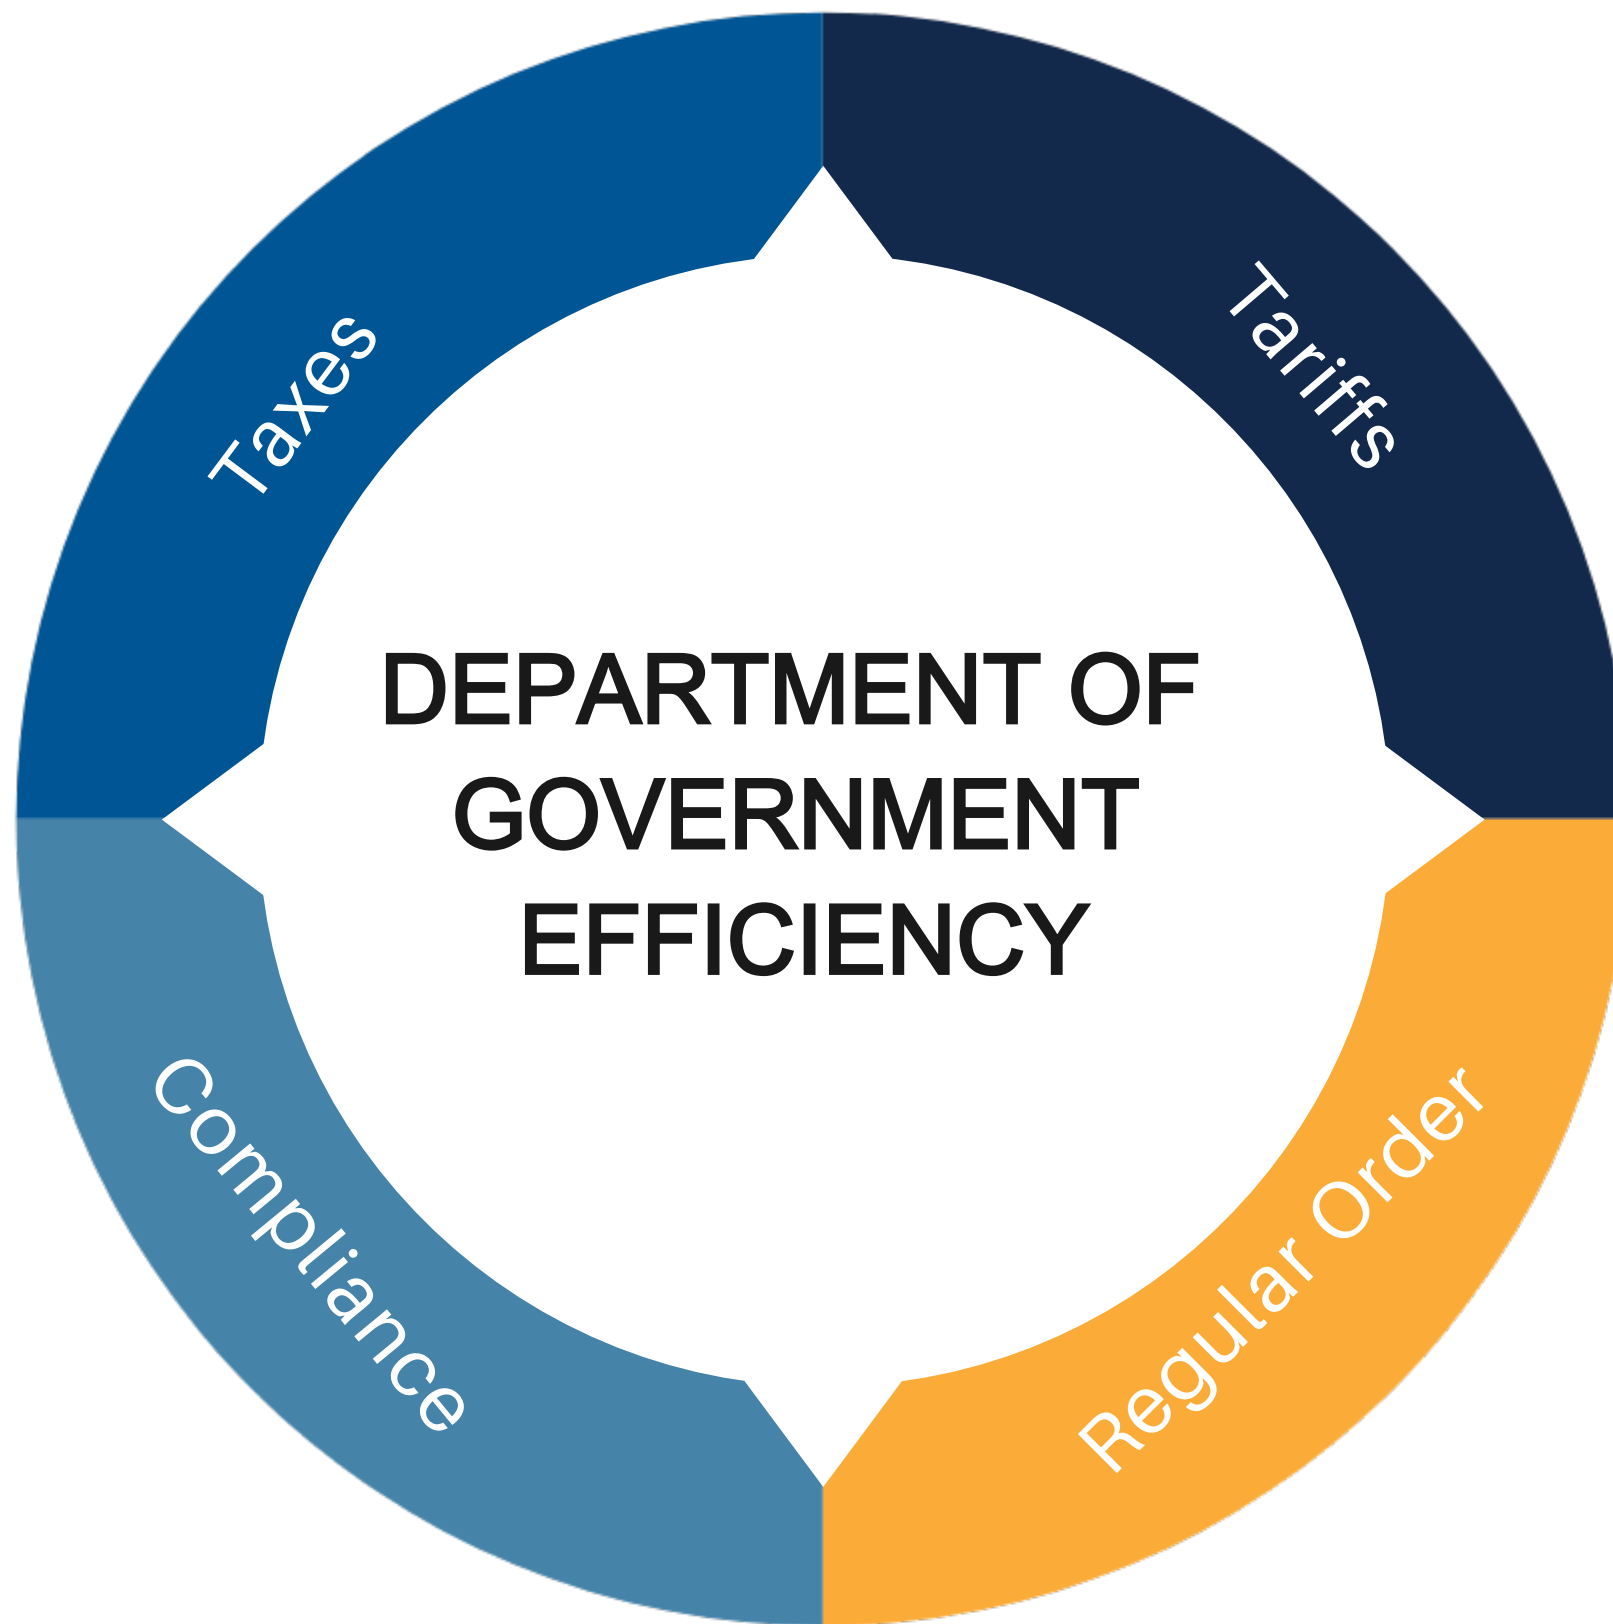 Taxes
Tariffs
DEPARTMENT OF
GOVERNMENT
EFFICIENCY
Compliance
Regular Order